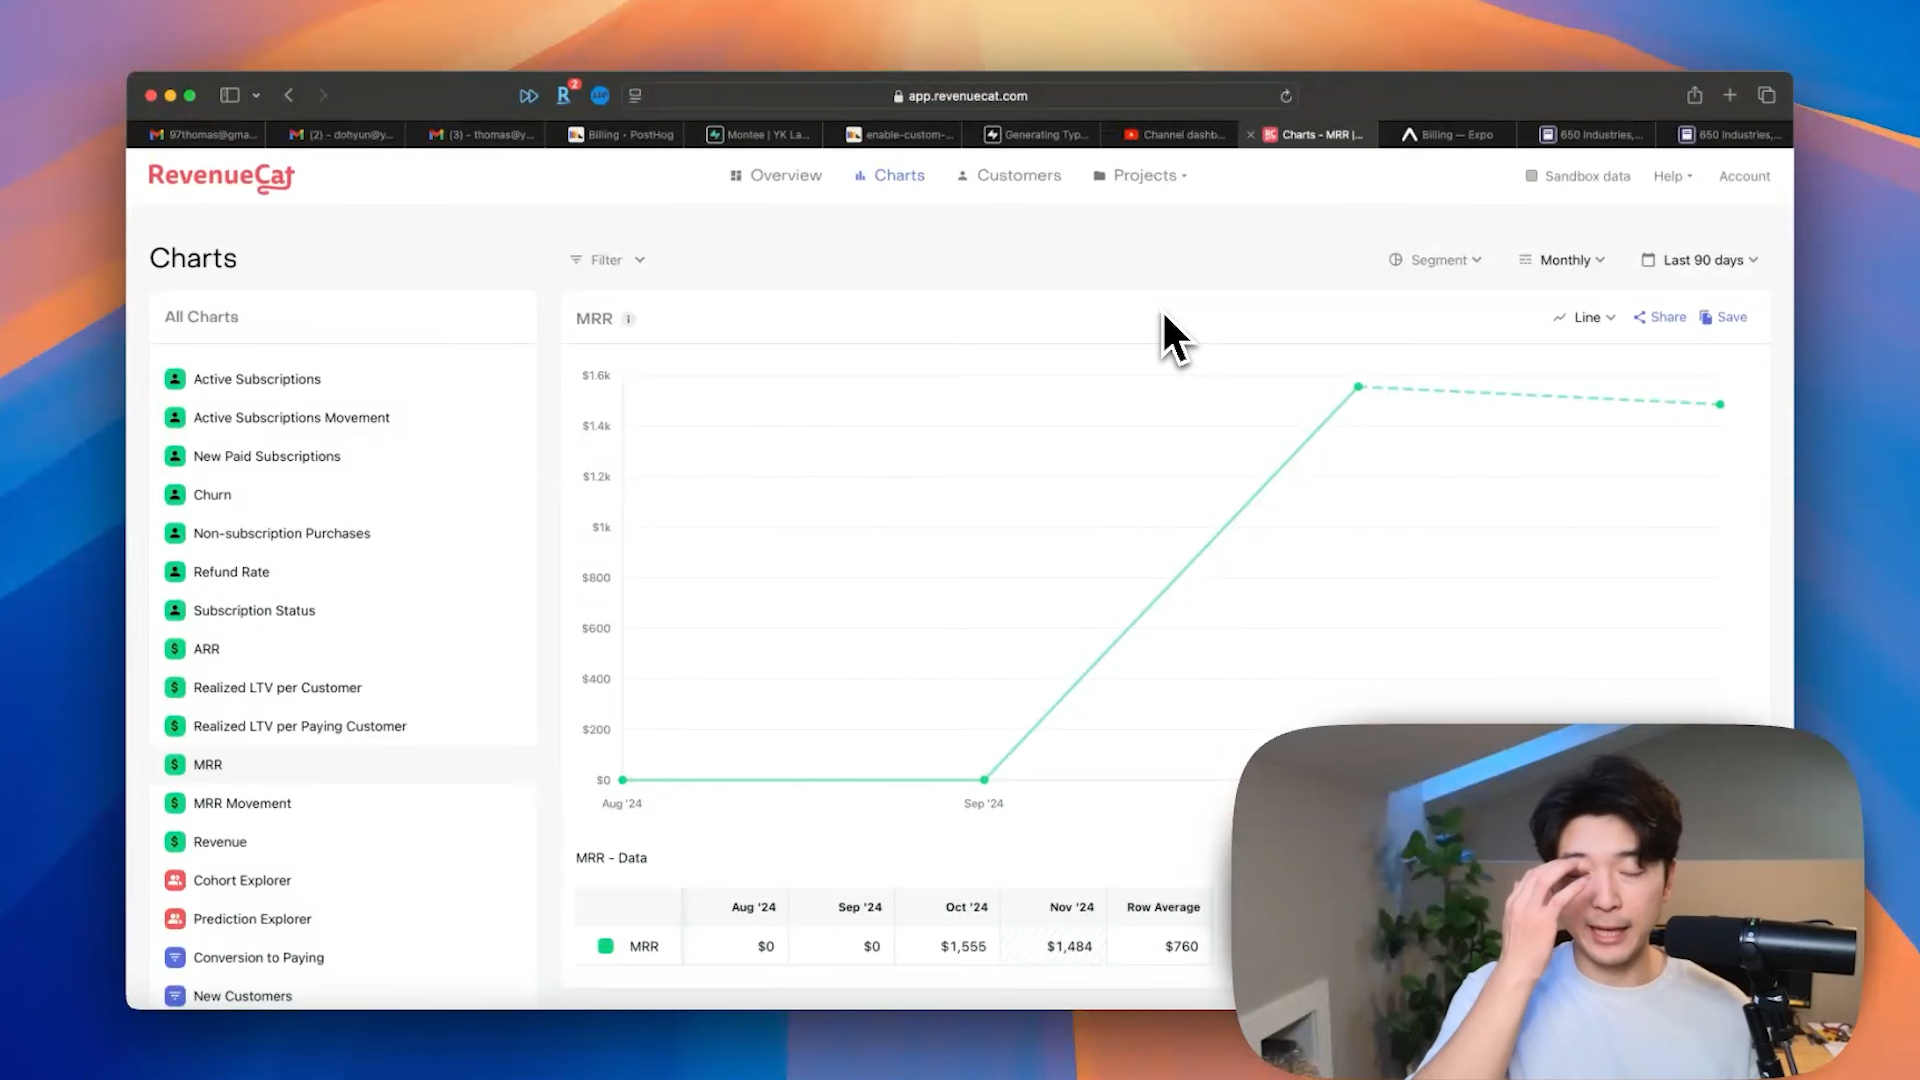 app.revenuecat.com
2
97thomas@gma...
(2) - dohyun@y...
(3) - thomas@y...
Billing • PostHog
Montee | YK La...
enable-custom-...
Generating Typ...
Channel dashb...
RC Charts - MRR |...
Billing — Expo
650 Industries,...
650 Industries,...
RevenueCat
Overview
Charts
Customers
Projects
Sandbox data
Help
Account
Charts
Filter
Segment
Monthly
Last 90 days
All Charts
Active Subscriptions
Active Subscriptions Movement
New Paid Subscriptions
Churn
Non-subscription Purchases
Refund Rate
Subscription Status
$ ARR
$ Realized LTV per Customer
$ Realized LTV per Paying Customer
$ MRR
$ MRR Movement
$ Revenue
Cohort Explorer
Prediction Explorer
Conversion to Paying
New Customers
MRR i
Line
Share
Save
$1.6k
$1.4k
$1.2k
$1k
$800
$600
$400
$200
$0
Aug '24
Sep '24
MRR - Data
Aug '24 Sep '24 Oct '24 Nov '24 Row Average
MRR $0 $0 $1,555 $1,484 $760